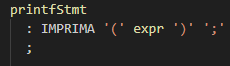 printfStmt
: IMPRIMA '(' expr ')' ';'
;